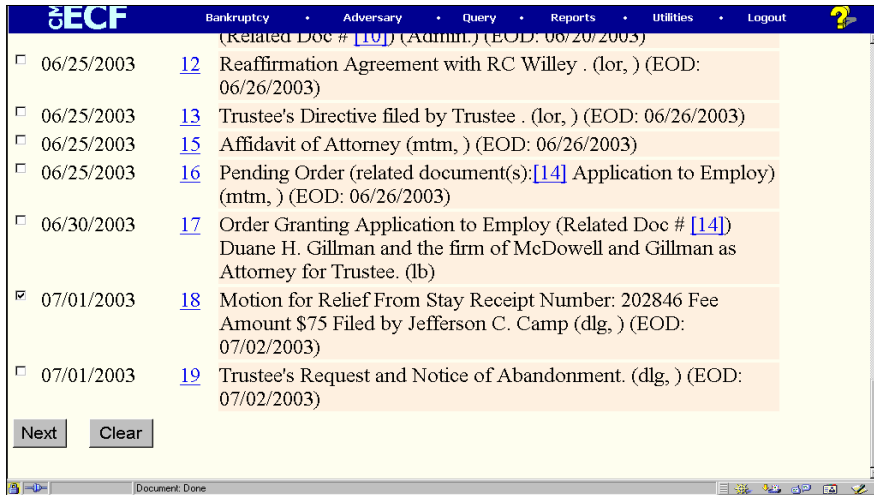 CM ECF Bankruptcy • Adversary • Query • Reports • Utilities • Logout ?
(Related Doc # [10]) (Admin.) (EOD: 06/20/2003)
06/25/2003 12 Reaffirmation Agreement with RC Willey . (lor, ) (EOD:
06/26/2003)
06/25/2003 13 Trustee's Directive filed by Trustee . (lor, ) (EOD: 06/26/2003)
06/25/2003 15 Affidavit of Attorney (mtm, ) (EOD: 06/26/2003)
06/25/2003 16 Pending Order (related document(s):[14] Application to Employ)
(mtm, ) (EOD: 06/26/2003)
06/30/2003 17 Order Granting Application to Employ (Related Doc # [14])
Duane H. Gillman and the firm of McDowell and Gillman as
Attorney for Trustee. (lb)
07/01/2003 18 Motion for Relief From Stay Receipt Number: 202846 Fee
Amount $75 Filed by Jefferson C. Camp (dlg, ) (EOD:
07/02/2003)
07/01/2003 19 Trustee's Request and Notice of Abandonment. (dlg, ) (EOD:
07/02/2003)
Next Clear
Document: Done